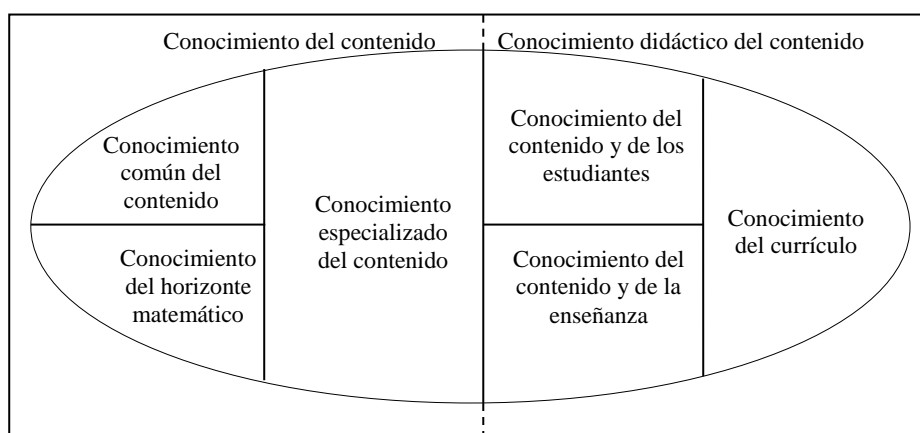 Conocimiento del contenido
Conocimiento didáctico del contenido
Conocimiento
común del
contenido
Conocimiento
del horizonte
matemático
Conocimiento
especializado
del contenido
Conocimiento del
contenido y de los
estudiantes
Conocimiento del
contenido y de la
enseñanza
Conocimiento
del currículo